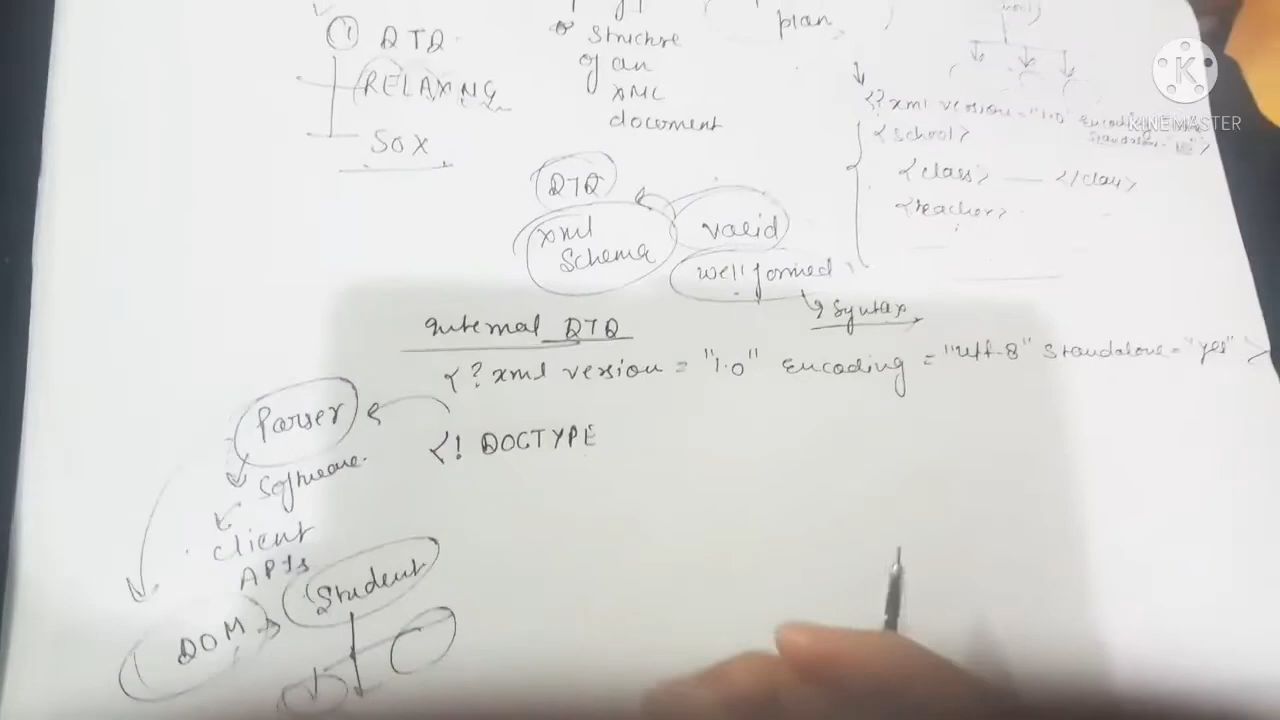 ① DTD
RELAXNG
SOX
structure
of an
XML
document
plan
<?xml version="1.0" Encoding
Standalone
<school>
<class> — </class>
<teacher>
DTD
xml
Schema
valid
well formed
Syntax
Internal DTD
<?xml version = "1.0" Encoding = "utf-8" Standalone = "yes" >
<! DOCTYPE
Parser
Software
Client
APIs
DOM
Student
KINEMASTER